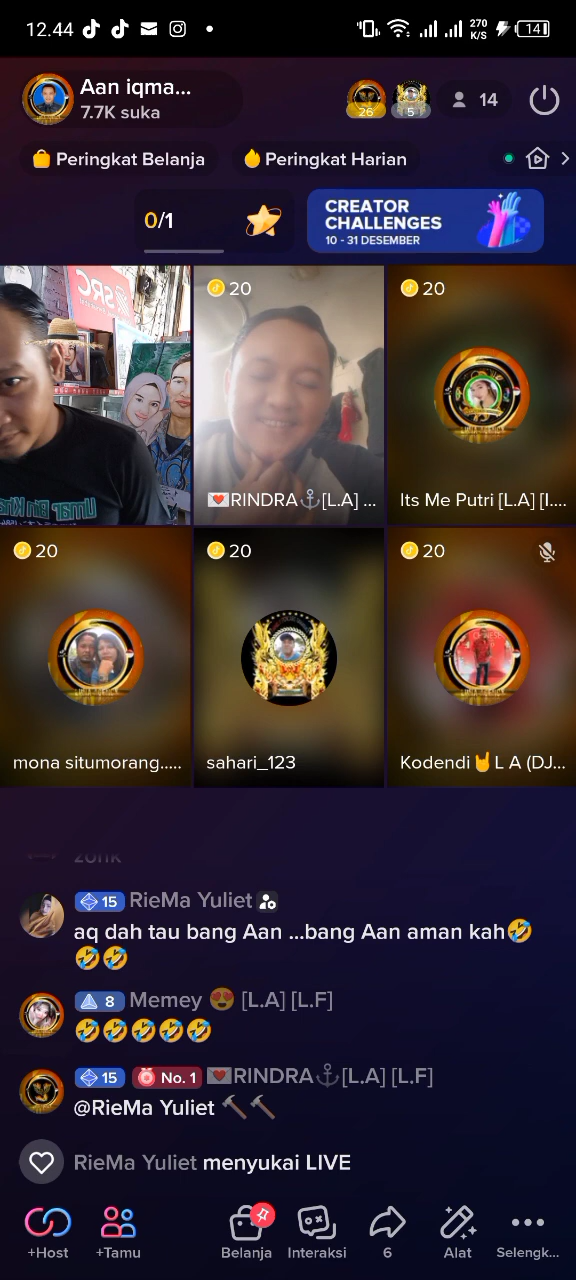 12.44
270
K/S
14
Aan iqma...
7.7K suka
26
5
14
Peringkat Belanja
Peringkat Harian
0/1
CREATOR
CHALLENGES
10 - 31 DESEMBER
SRC
20
20
💌RINDRA⚓[L.A] ...
Its Me Putri [L.A] [I....
20
20
20
mona situmorang.....
sahari_123
Kodendi🤘L A (DJ...
15 RieMa Yuliet
aq dah tau bang Aan ...bang Aan aman kah🤣
🤣🤣
8 Memey 😍 [L.A] [L.F]
🤣🤣🤣🤣🤣
15 No. 1 💌RINDRA⚓[L.A] [L.F]
@RieMa Yuliet 🔨🔨
RieMa Yuliet menyukai LIVE
+Host
+Tamu
Belanja
Interaksi
6
Alat
Selengk...